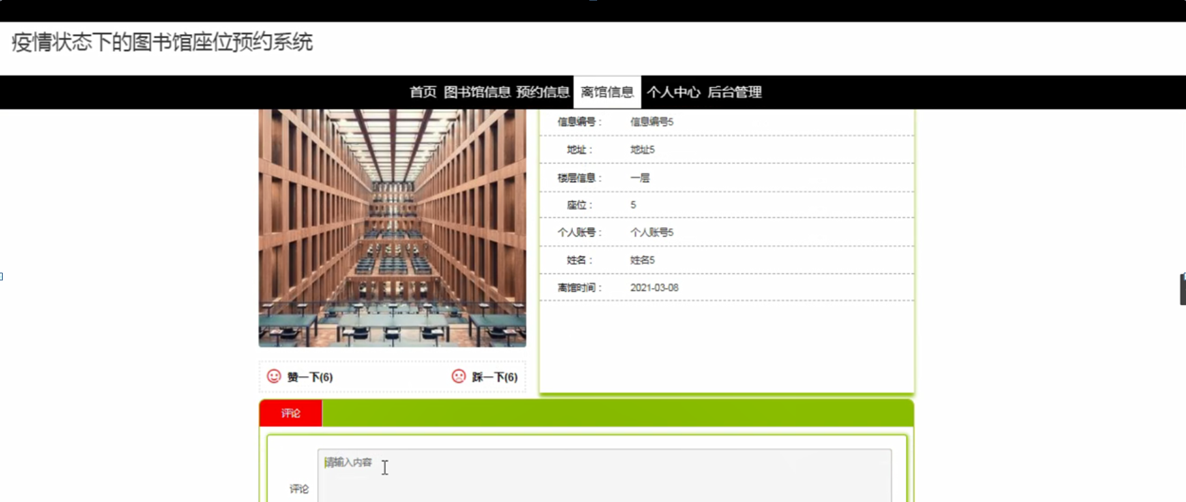 疫情状态下的图书馆座位预约系统
首页 图书馆信息 预约信息 离馆信息 个人中心 后台管理
信息编号： 信息编号5
地址： 地址5
楼层信息： 一层
座位： 5
个人账号： 个人账号5
姓名： 姓名5
离馆时间： 2021-03-08
赞一下(6) 踩一下(6)
评论
请输入内容
评论